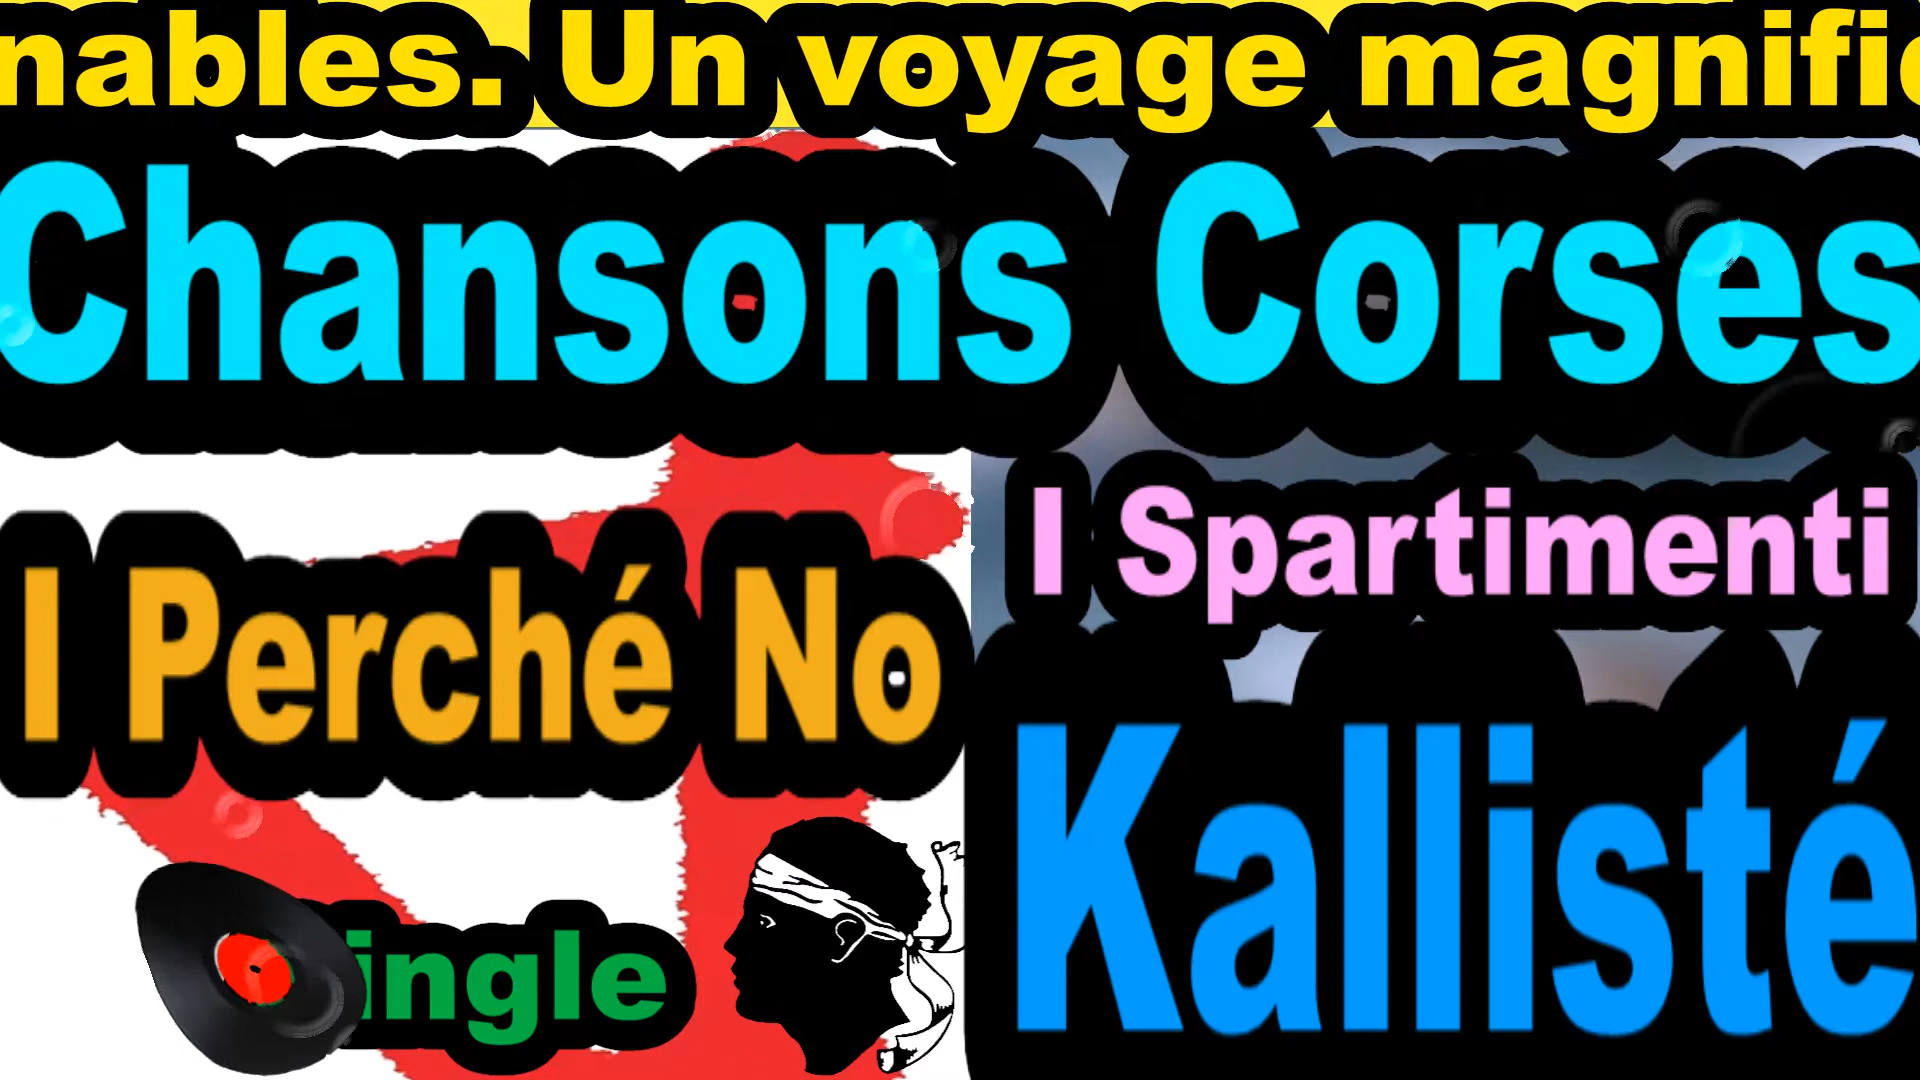 nables. Un voyage magnifi
Chansons Corses
I Perché No
I Spartimenti
Kallisté
ingle